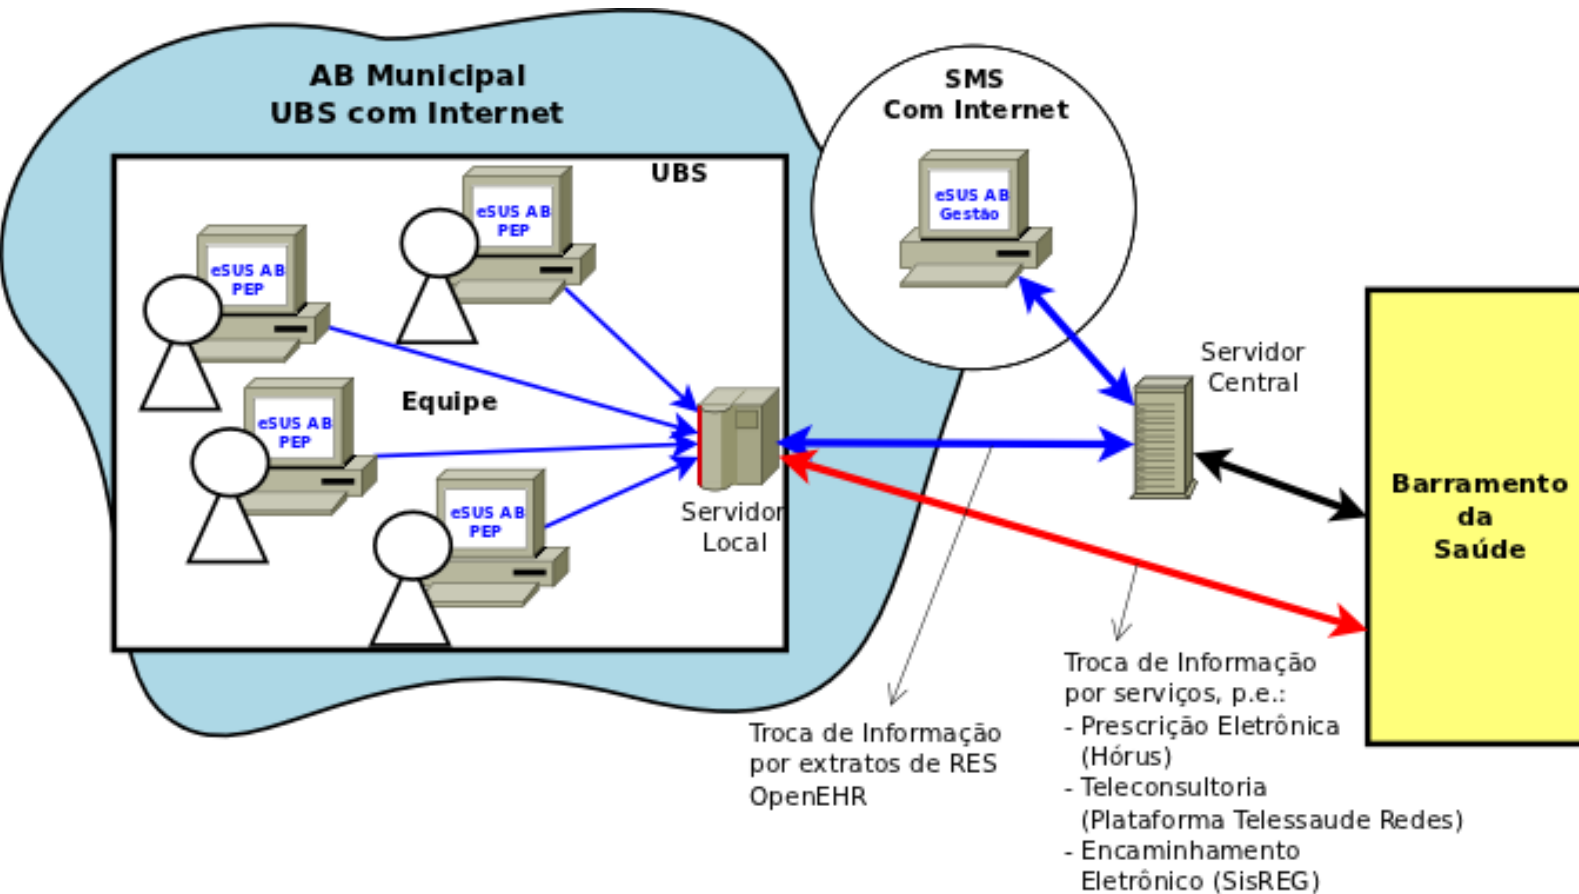 AB Municipal
UBS com Internet
UBS
eSUS AB
PEP
eSUS AB
PEP
Equipe
eSUS AB
PEP
eSUS AB
PEP
Servidor
Local
SMS
Com Internet
eSUS AB
Gestão
Servidor
Central
Barramento
da
Saúde
Troca de Informação
por extratos de RES
OpenEHR
Troca de Informação
por serviços, p.e.:
- Prescrição Eletrônica
(Hórus)
- Teleconsultoria
(Plataforma Telessaude Redes)
- Encaminhamento
Eletrônico (SisREG)